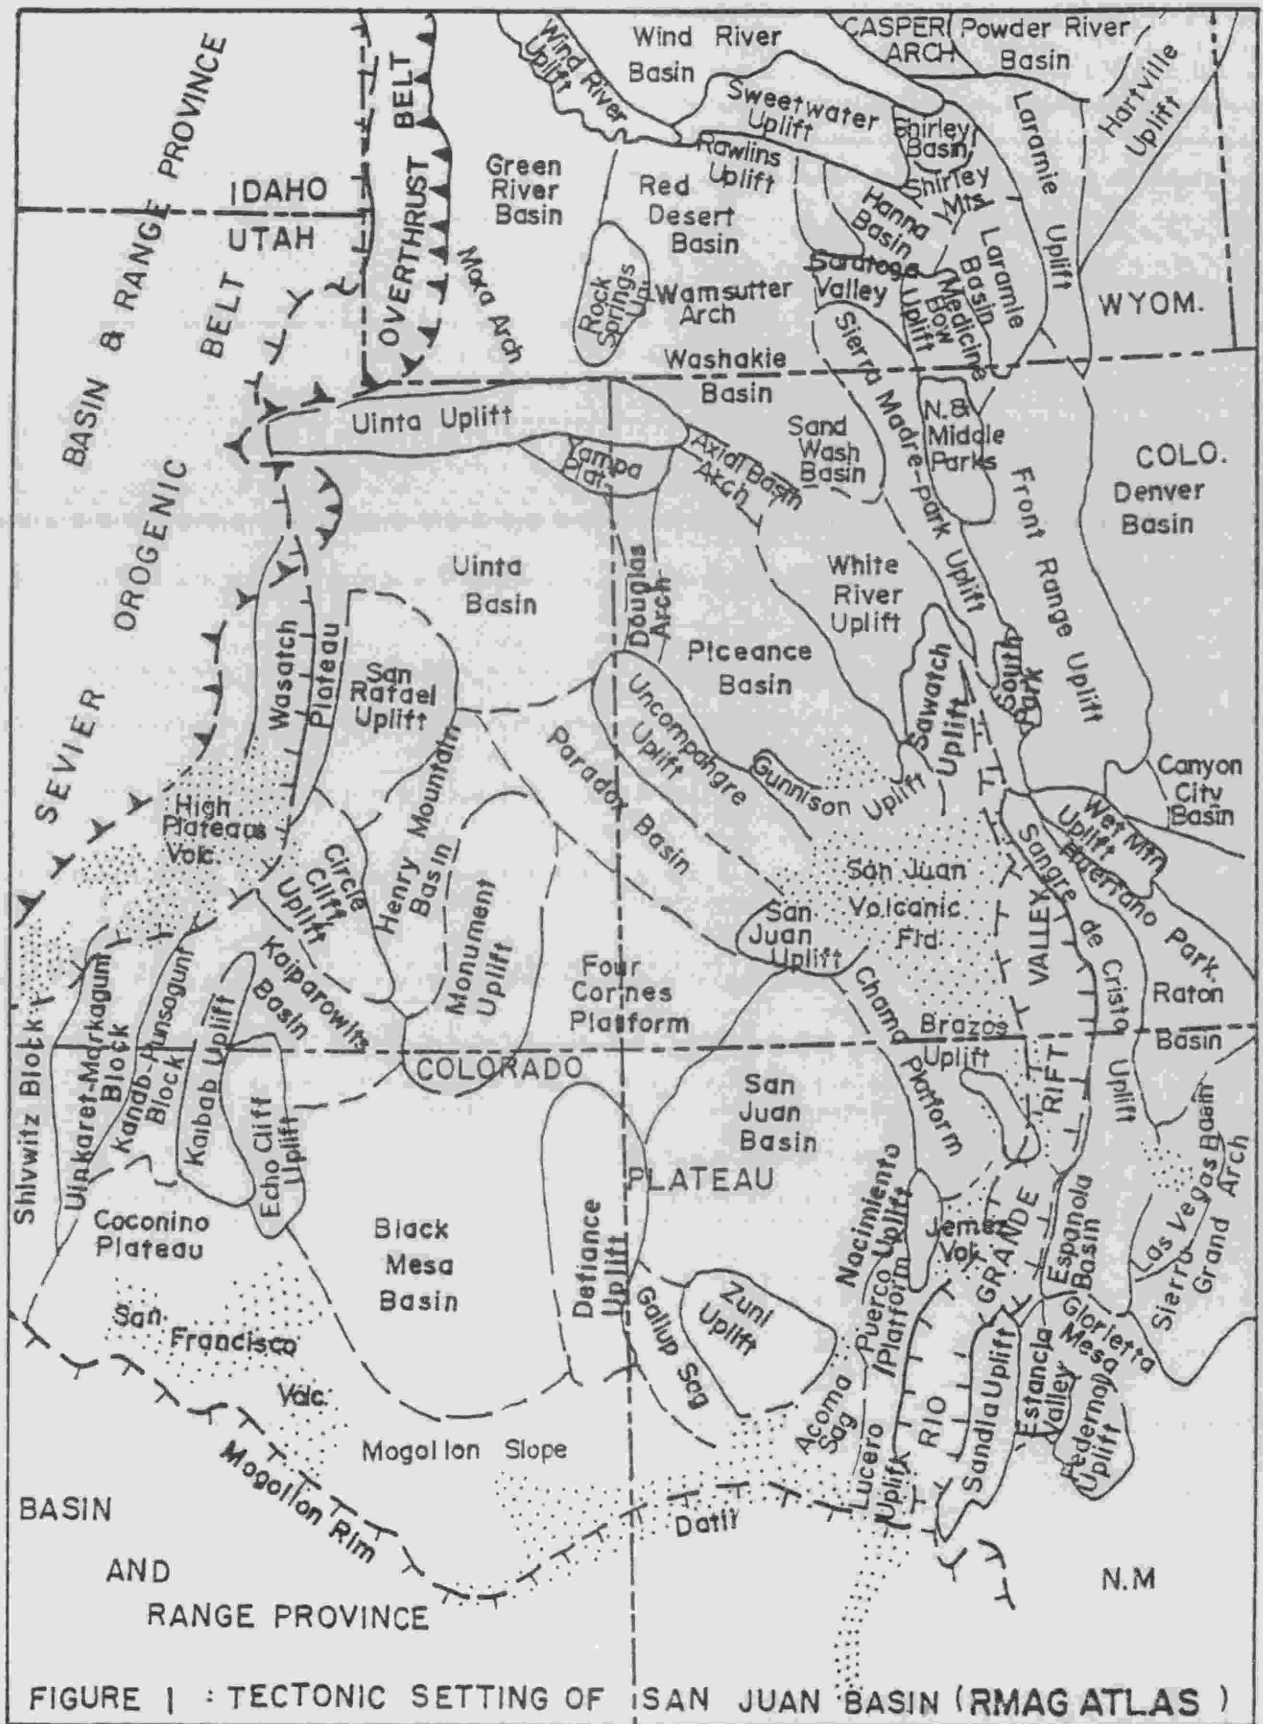 BASIN & RANGE PROVINCE
SEVIER
OROGENIC
BELT
IDAHO
UTAH
OVERTHRUST BELT
Wind River
Uplift
Wind River
Basin
CASPER
ARCH
Powder River
Basin
Hartville
Uplift
Sweetwater
Uplift
Shirley
Basin
Shirley
Mts.
Laramie
Uplift
Rawlins
Uplift
Green
River
Basin
Red
Desert
Basin
Hanna
Basin
Laramie
Basin
Saratoga
Valley
Medicine
Bow
Uplift
WYOM.
Moxa Arch
Rock
Springs
Up.
Wamsutter
Arch
Washakie
Basin
Sierra Madre-park Uplift
N. &
Middle
Parks
Uinta Uplift
Yampa
Plat.
Axial Basin
Arch
Sand
Wash
Basin
Front Range Uplift
COLO.
Denver
Basin
Uinta
Basin
Douglas
Arch
White
River
Uplift
Piceance
Basin
Wasatch
Plateau
San
Rafael
Uplift
Sawatch
Uplift
South
Park
Uncompahgre
Uplift
Gunnison Uplift
Canyon
City
Basin
Wet Mtn
Uplift
Huerrano Park.
Paradox
Basin
Henry Mountain
Basin
High
Plateaus
Volc.
Circle
Cliff
Uplift
Monument
Uplift
San Juan
Volcanic
Fld.
San
Juan
Uplift
Sangre de Cristo
Uplift
VALLEY
Raton
Basin
Four
Cornes
Platform
Chama
Platform
Brazos
Uplift
RIFT
Kaiparowits
Basin
Shivwitz Block
Uinkaret-Markagunt
Block
Kanab-Punsagunt
Block
Kaibab Uplift
Echo Cliff
Uplift
COLORADO
PLATEAU
San
Juan
Basin
Coconino
Plateau
Black
Mesa
Basin
Defiance
Uplift
Nacimiento
Uplift
Jemez
Vol.
GRANDE
Espanola
Basin
Las Vegas Basin
Sierra
Grand Arch
San
Francisco
Volc.
Gallup Sag
Zuni
Uplift
Puerco
Platform
Acoma
Sag
Lucero
Uplift
RIO
Sandia Uplift
Estancia
Valley
Glorietta
Mesa
Pedernal
Uplift
Mogollon Slope
Mogollon Rim
Datil
BASIN
AND
RANGE PROVINCE
N.M
FIGURE 1 : TECTONIC SETTING OF SAN JUAN BASIN (RMAG ATLAS )